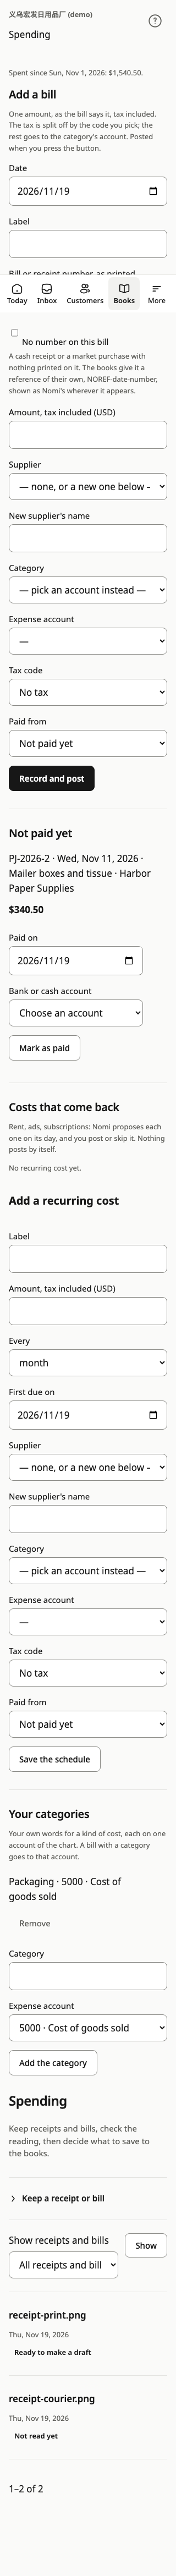 义乌宏发日用品厂 (demo)
Spending
Spent since Sun, Nov 1, 2026: $1,540.50.
Add a bill
One amount, as the bill says it, tax included.
The tax is split off by the code you pick; the
rest goes to the category's account. Posted
when you press the button.
Date
2026/11/19
Label
Bill or receipt number as printed
Today
Inbox
Customers
Books
More
No number on this bill
A cash receipt or a market purchase with
nothing printed on it. The books give it a
reference of their own, NOREF-date-number,
shown as Nomi's wherever it appears.
Amount, tax included (USD)
Supplier
— none, or a new one below –
New supplier's name
Category
— pick an account instead —
Expense account
—
Tax code
No tax
Paid from
Not paid yet
Record and post
Not paid yet
PJ-2026-2 · Wed, Nov 11, 2026 ·
Mailer boxes and tissue · Harbor
Paper Supplies
$340.50
Paid on
2026/11/19
Bank or cash account
Choose an account
Mark as paid
Costs that come back
Rent, ads, subscriptions: Nomi proposes each
one on its day, and you post or skip it. Nothing
posts by itself.
No recurring cost yet.
Add a recurring cost
Label
Amount, tax included (USD)
Every
month
First due on
2026/11/19
Supplier
— none, or a new one below –
New supplier's name
Category
— pick an account instead —
Expense account
—
Tax code
No tax
Paid from
Not paid yet
Save the schedule
Your categories
Your own words for a kind of cost, each on one
account of the chart. A bill with a category
goes to that account.
Packaging · 5000 · Cost of
goods sold
Remove
Category
Expense account
5000 · Cost of goods sold
Add the category
Spending
Keep receipts and bills, check the
reading, then decide what to save to
the books.
Keep a receipt or bill
Show receipts and bills
All receipts and bill
Show
receipt-print.png
Thu, Nov 19, 2026
Ready to make a draft
receipt-courier.png
Thu, Nov 19, 2026
Not read yet
1–2 of 2